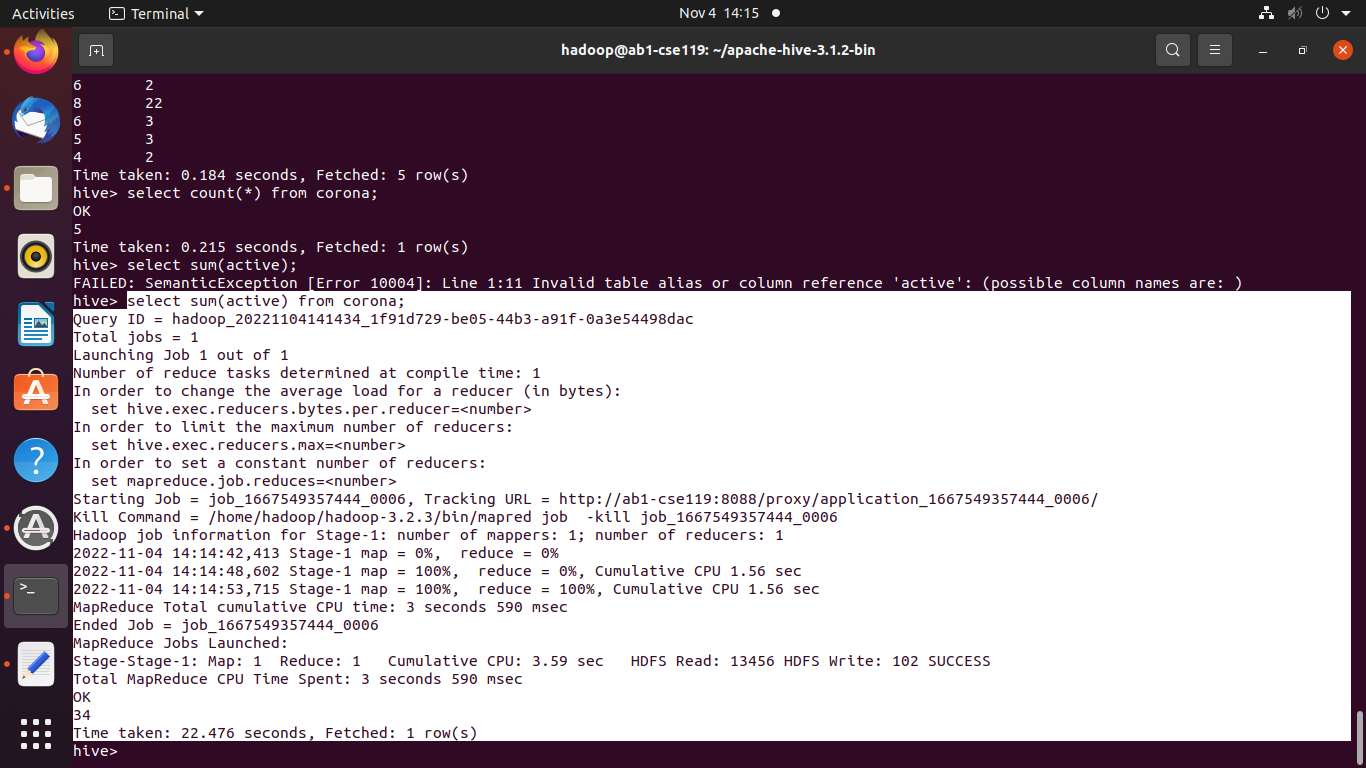 Activities
Terminal
Nov 4 14:15
hadoop@ab1-cse119: ~/apache-hive-3.1.2-bin
6 2
8 22
6 3
5 3
4 2
Time taken: 0.184 seconds, Fetched: 5 row(s)
hive> select count(*) from corona;
OK
5
Time taken: 0.215 seconds, Fetched: 1 row(s)
hive> select sum(active);
FAILED: SemanticException [Error 10004]: Line 1:11 Invalid table alias or column reference 'active': (possible column names are: )
hive> select sum(active) from corona;
Query ID = hadoop_20221104141434_1f91d729-be05-44b3-a91f-0a3e54498dac
Total jobs = 1
Launching Job 1 out of 1
Number of reduce tasks determined at compile time: 1
In order to change the average load for a reducer (in bytes):
  set hive.exec.reducers.bytes.per.reducer=<number>
In order to limit the maximum number of reducers:
  set hive.exec.reducers.max=<number>
In order to set a constant number of reducers:
  set mapreduce.job.reduces=<number>
Starting Job = job_1667549357444_0006, Tracking URL = http://ab1-cse119:8088/proxy/application_1667549357444_0006/
Kill Command = /home/hadoop/hadoop-3.2.3/bin/mapred job  -kill job_1667549357444_0006
Hadoop job information for Stage-1: number of mappers: 1; number of reducers: 1
2022-11-04 14:14:42,413 Stage-1 map = 0%,  reduce = 0%
2022-11-04 14:14:48,602 Stage-1 map = 100%,  reduce = 0%, Cumulative CPU 1.56 sec
2022-11-04 14:14:53,715 Stage-1 map = 100%,  reduce = 100%, Cumulative CPU 1.56 sec
MapReduce Total cumulative CPU time: 3 seconds 590 msec
Ended Job = job_1667549357444_0006
MapReduce Jobs Launched:
Stage-Stage-1: Map: 1  Reduce: 1   Cumulative CPU: 3.59 sec   HDFS Read: 13456 HDFS Write: 102 SUCCESS
Total MapReduce CPU Time Spent: 3 seconds 590 msec
OK
34
Time taken: 22.476 seconds, Fetched: 1 row(s)
hive>